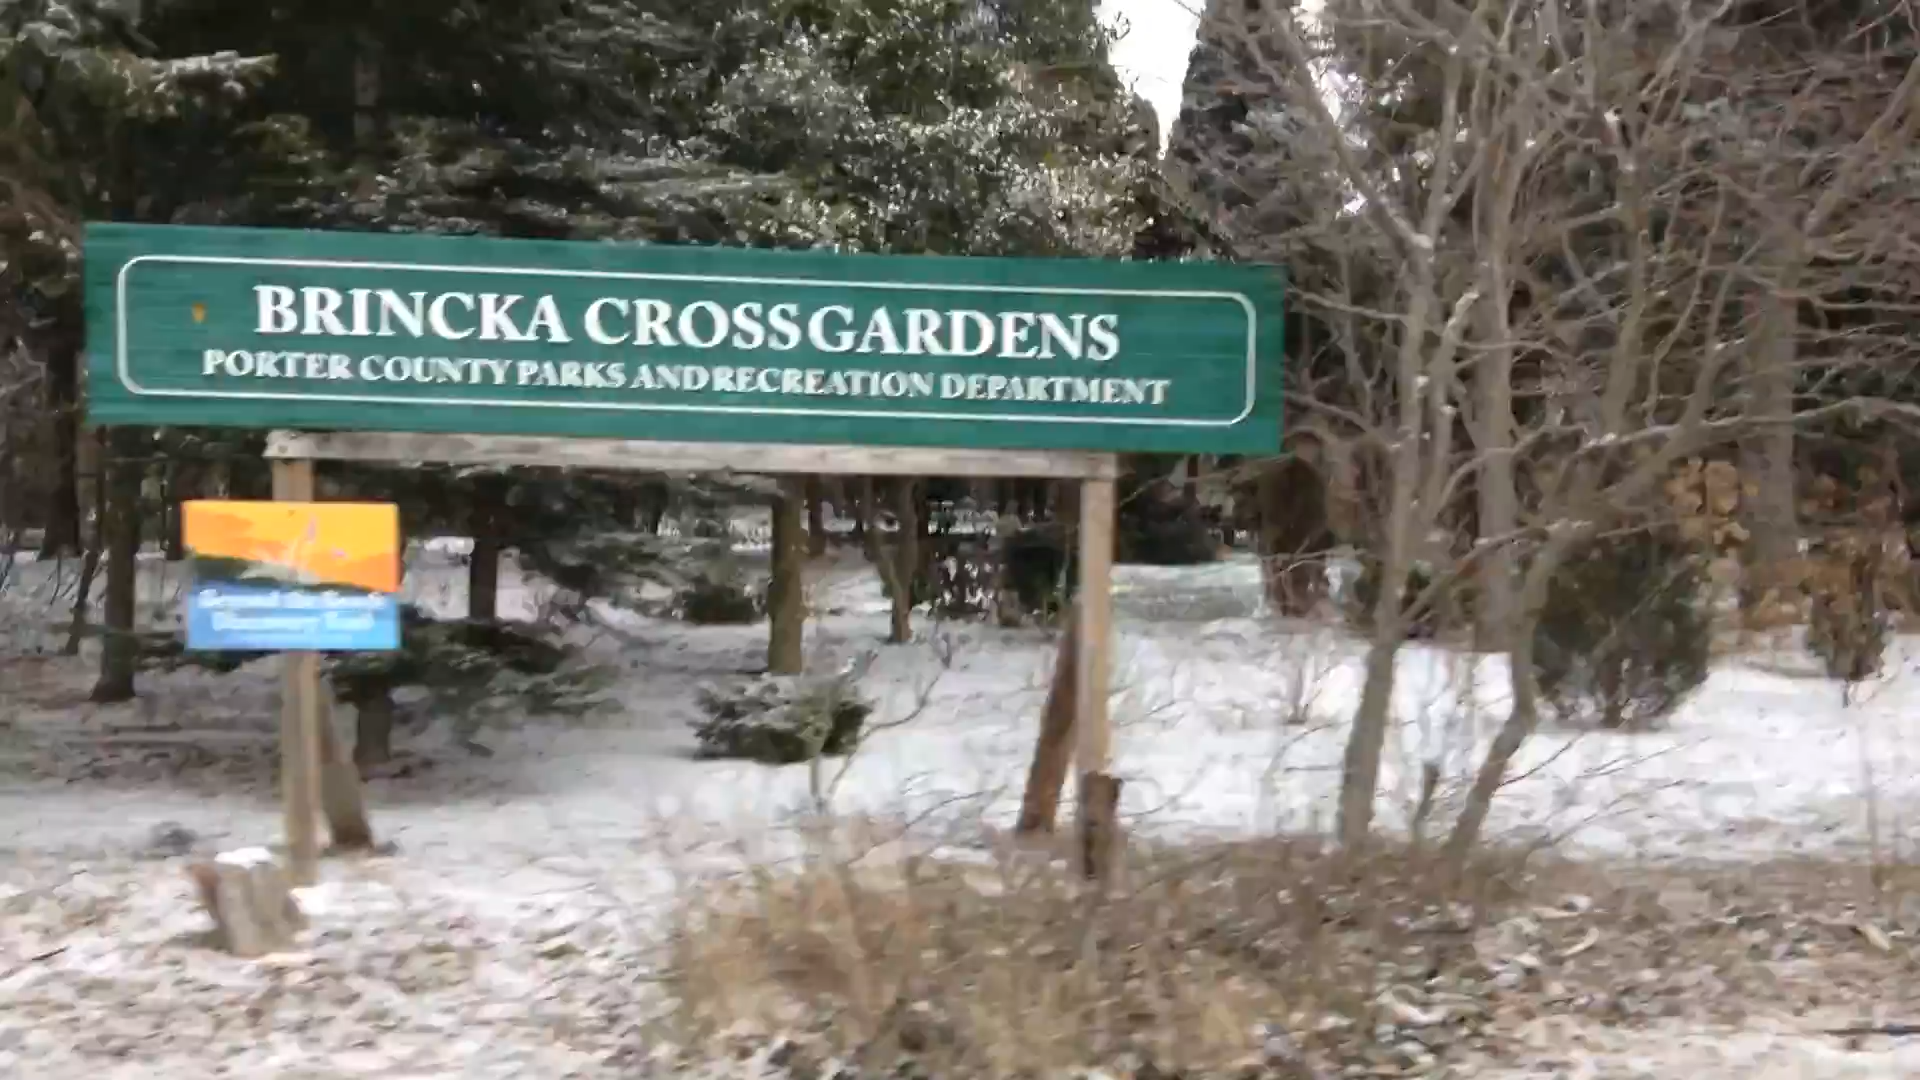 BRINCKA CROSS GARDENS
PORTER COUNTY PARKS AND RECREATION DEPARTMENT